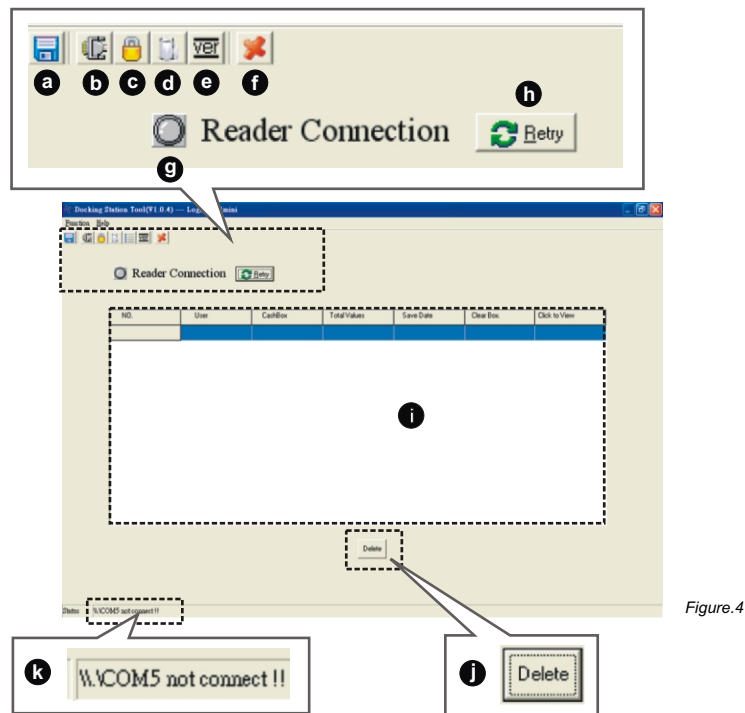 ver
a b c d e f
h
Reader Connection Retry
g
Docking Station Tool(V1.0.4) --- Log
Function Help
Reader Connection Retry
NO. User CashBox Total Values Save Date Clear Box Click to View
i
Delete
Status \\.\COM5 not connect !!
Figure.4
k \\.\COM5 not connect !!
j Delete